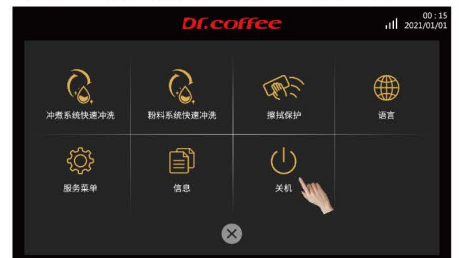 Dr.coffee
00：15
2021/01/01
冲煮系统快速冲洗
粉料系统快速冲洗
擦拭保护
语言
服务菜单
信息
关机